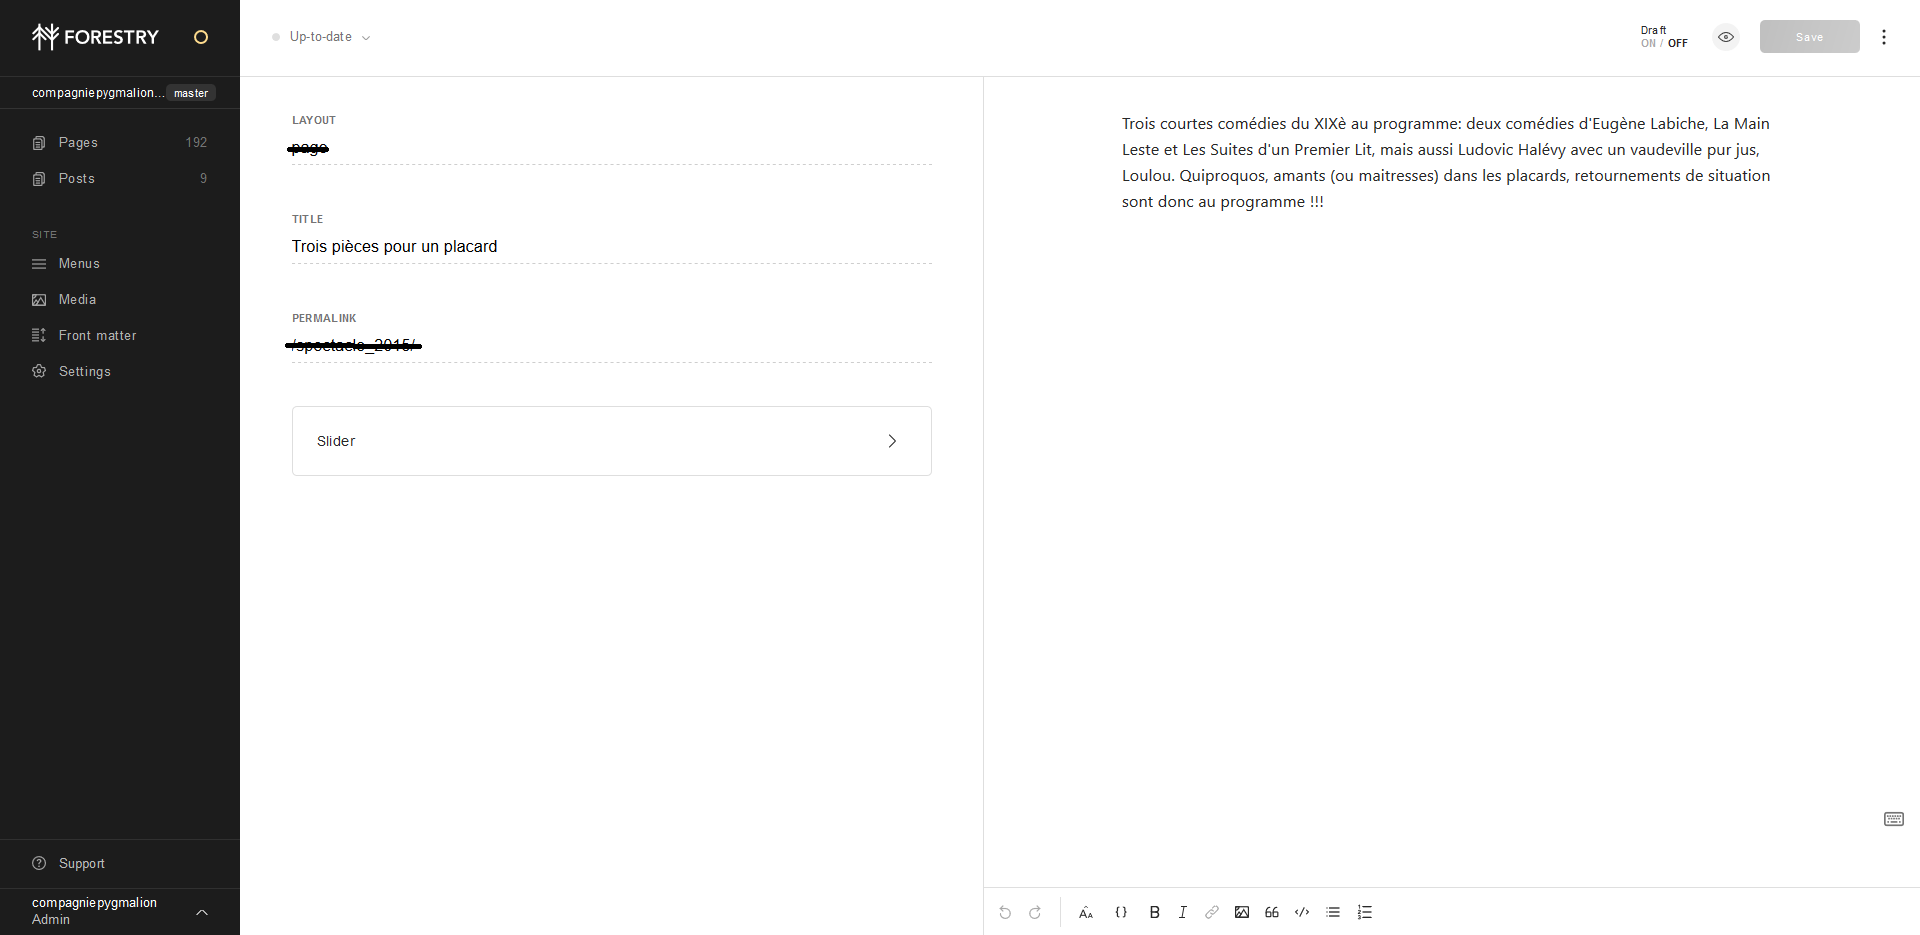 FORESTRY
compagniepygmalion... master
Pages 192
Posts 9
SITE
Menus
Media
Front matter
Settings
Support
compagniepygmalion
Admin
Up-to-date
Draft
ON / OFF
Save
LAYOUT
page
TITLE
Trois pièces pour un placard
PERMALINK
/spectacle_2015/
Slider
Trois courtes comédies du XIXè au programme: deux comédies d'Eugène Labiche, La Main
Leste et Les Suites d'un Premier Lit, mais aussi Ludovic Halévy avec un vaudeville pur jus,
Loulou. Quiproquos, amants (ou maitresses) dans les placards, retournements de situation
sont donc au programme !!!